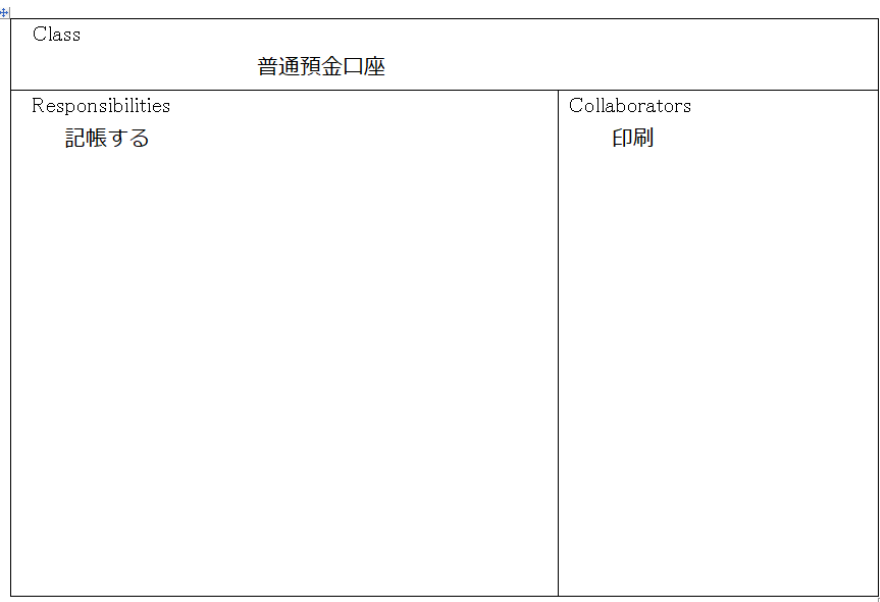 Class
普通預金口座
Responsibilities
Collaborators
記帳する
印刷